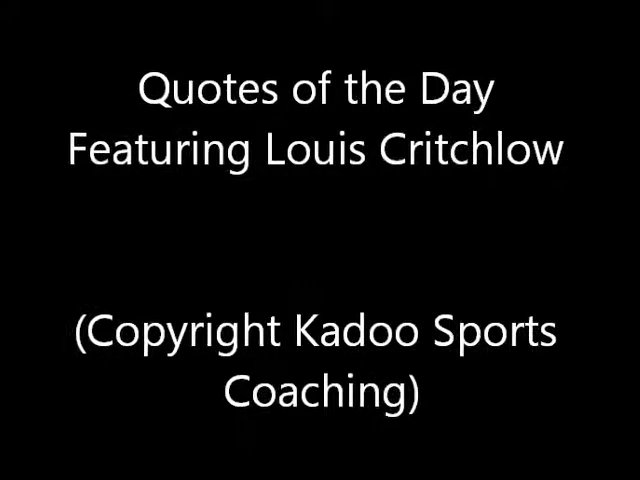 Quotes of the Day
Featuring Louis Critchlow
(Copyright Kadoo Sports
Coaching)